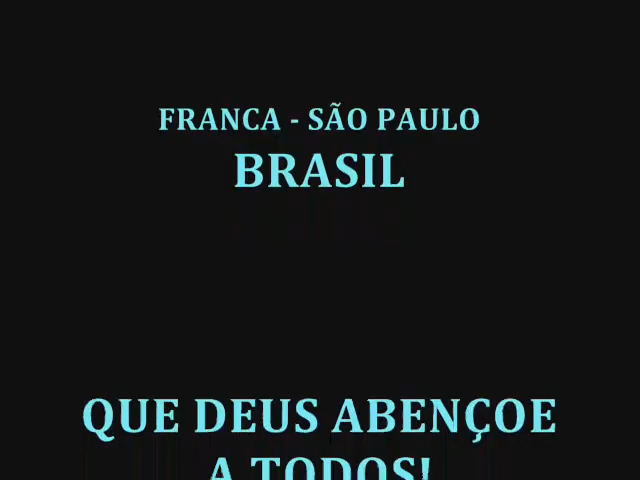 FRANCA - SÃO PAULO
BRASIL
QUE DEUS ABENÇOE
A TODOS!